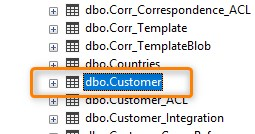 dbo.Corr_Correspondence_ACL
dbo.Corr_Template
dbo.Corr_TemplateBlob
dbo.Countries
dbo.Customer
dbo.Customer_ACL
dbo.Customer_Integration